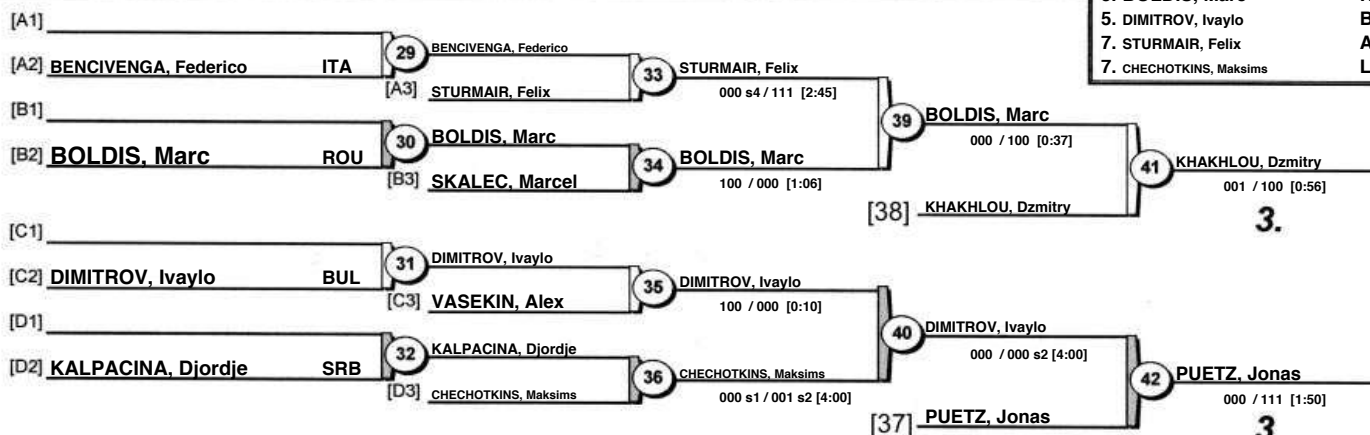 5. BOLDIS, Marc
5. DIMITROV, Ivaylo B
7. STURMAIR, Felix A
7. CHECHOTKINS, Maksims L
[A1]
[A2] BENCIVENGA, Federico ITA
29 BENCIVENGA, Federico
[A3] STURMAIR, Felix
33 STURMAIR, Felix
000 s4 / 111 [2:45]
[B1]
[B2] BOLDIS, Marc ROU
30 BOLDIS, Marc
[B3] SKALEC, Marcel
34 BOLDIS, Marc
100 / 000 [1:06]
39 BOLDIS, Marc
000 / 100 [0:37]
[38] KHAKHLOU, Dzmitry
41 KHAKHLOU, Dzmitry
001 / 100 [0:56]
3.
[C1]
[C2] DIMITROV, Ivaylo BUL
31 DIMITROV, Ivaylo
[C3] VASEKIN, Alex
35 DIMITROV, Ivaylo
100 / 000 [0:10]
[D1]
[D2] KALPACINA, Djordje SRB
32 KALPACINA, Djordje
[D3] CHECHOTKINS, Maksims
36 CHECHOTKINS, Maksims
000 s1 / 001 s2 [4:00]
40 DIMITROV, Ivaylo
000 / 000 s2 [4:00]
[37] PUETZ, Jonas
42 PUETZ, Jonas
000 / 111 [1:50]
3